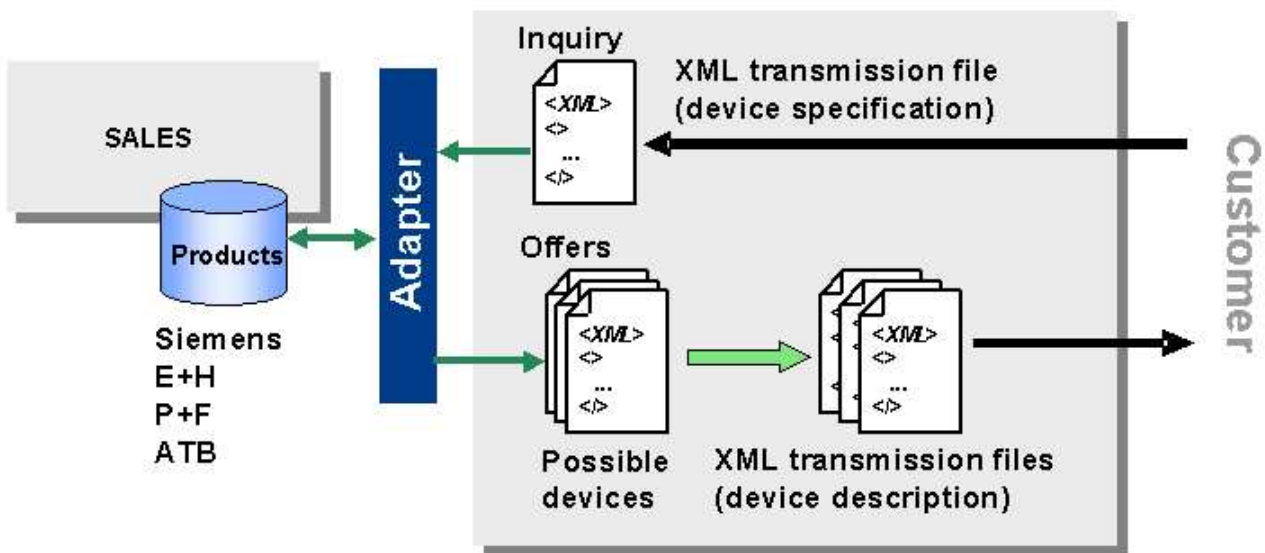 SALES
Products
Siemens
E+H
P+F
ATB
Adapter
Inquiry
<XML>
<>
...
</>
XML transmission file
(device specification)
Offers
<XML>
<>
...
</>
Possible
devices
<XML>
<>
...
</>
XML transmission files
(device description)
Customer